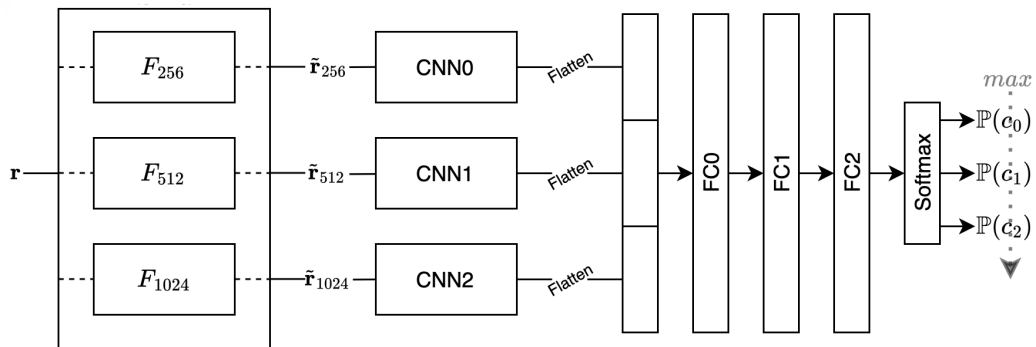 max
F₂₅₆ r̃₂₅₆ CNN0 Flatten
ℙ(c₀)
r F₅₁₂ r̃₅₁₂ CNN1 Flatten FC0 FC1 FC2 Softmax ℙ(c₁)
ℙ(c₂)
F₁₀₂₄ r̃₁₀₂₄ CNN2 Flatten